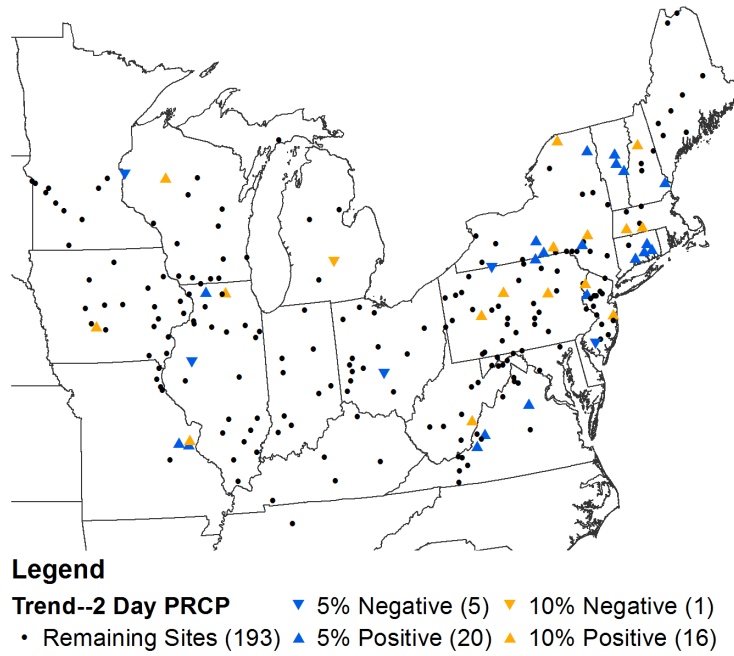 Legend
Trend--2 Day PRCP
5% Negative (5)
10% Negative (1)
Remaining Sites (193)
5% Positive (20)
10% Positive (16)